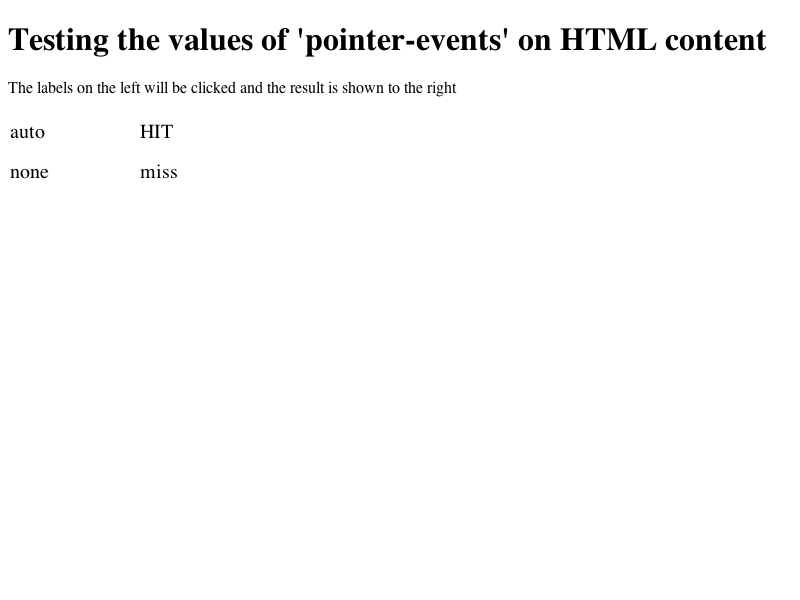 Testing the values of 'pointer-events' on HTML content
The labels on the left will be clicked and the result is shown to the right
auto HIT
none miss